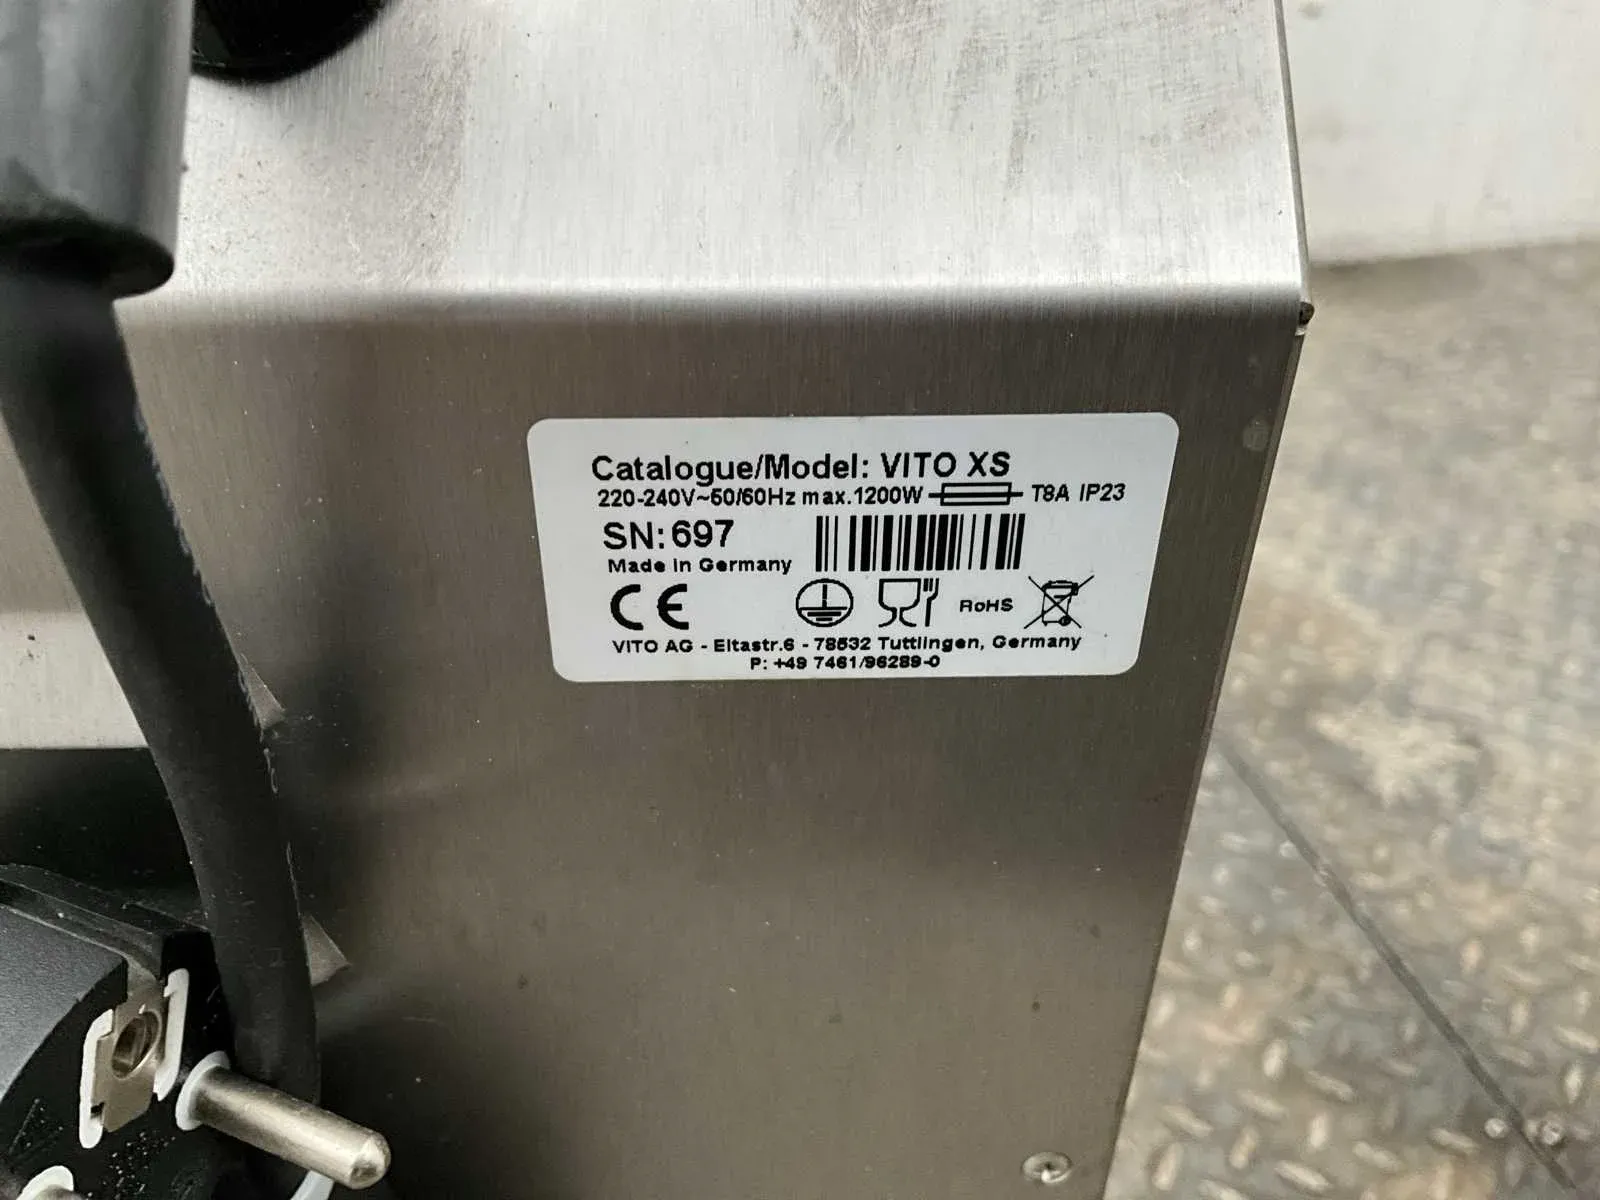 Catalogue/Model: VITO XS
220-240V~50/60Hz max.1200W T8A IP23
SN: 697
Made in Germany
CE RoHS
VITO AG - Eltastr.6 - 78532 Tuttlingen, Germany
P: +49 7461/96289-0